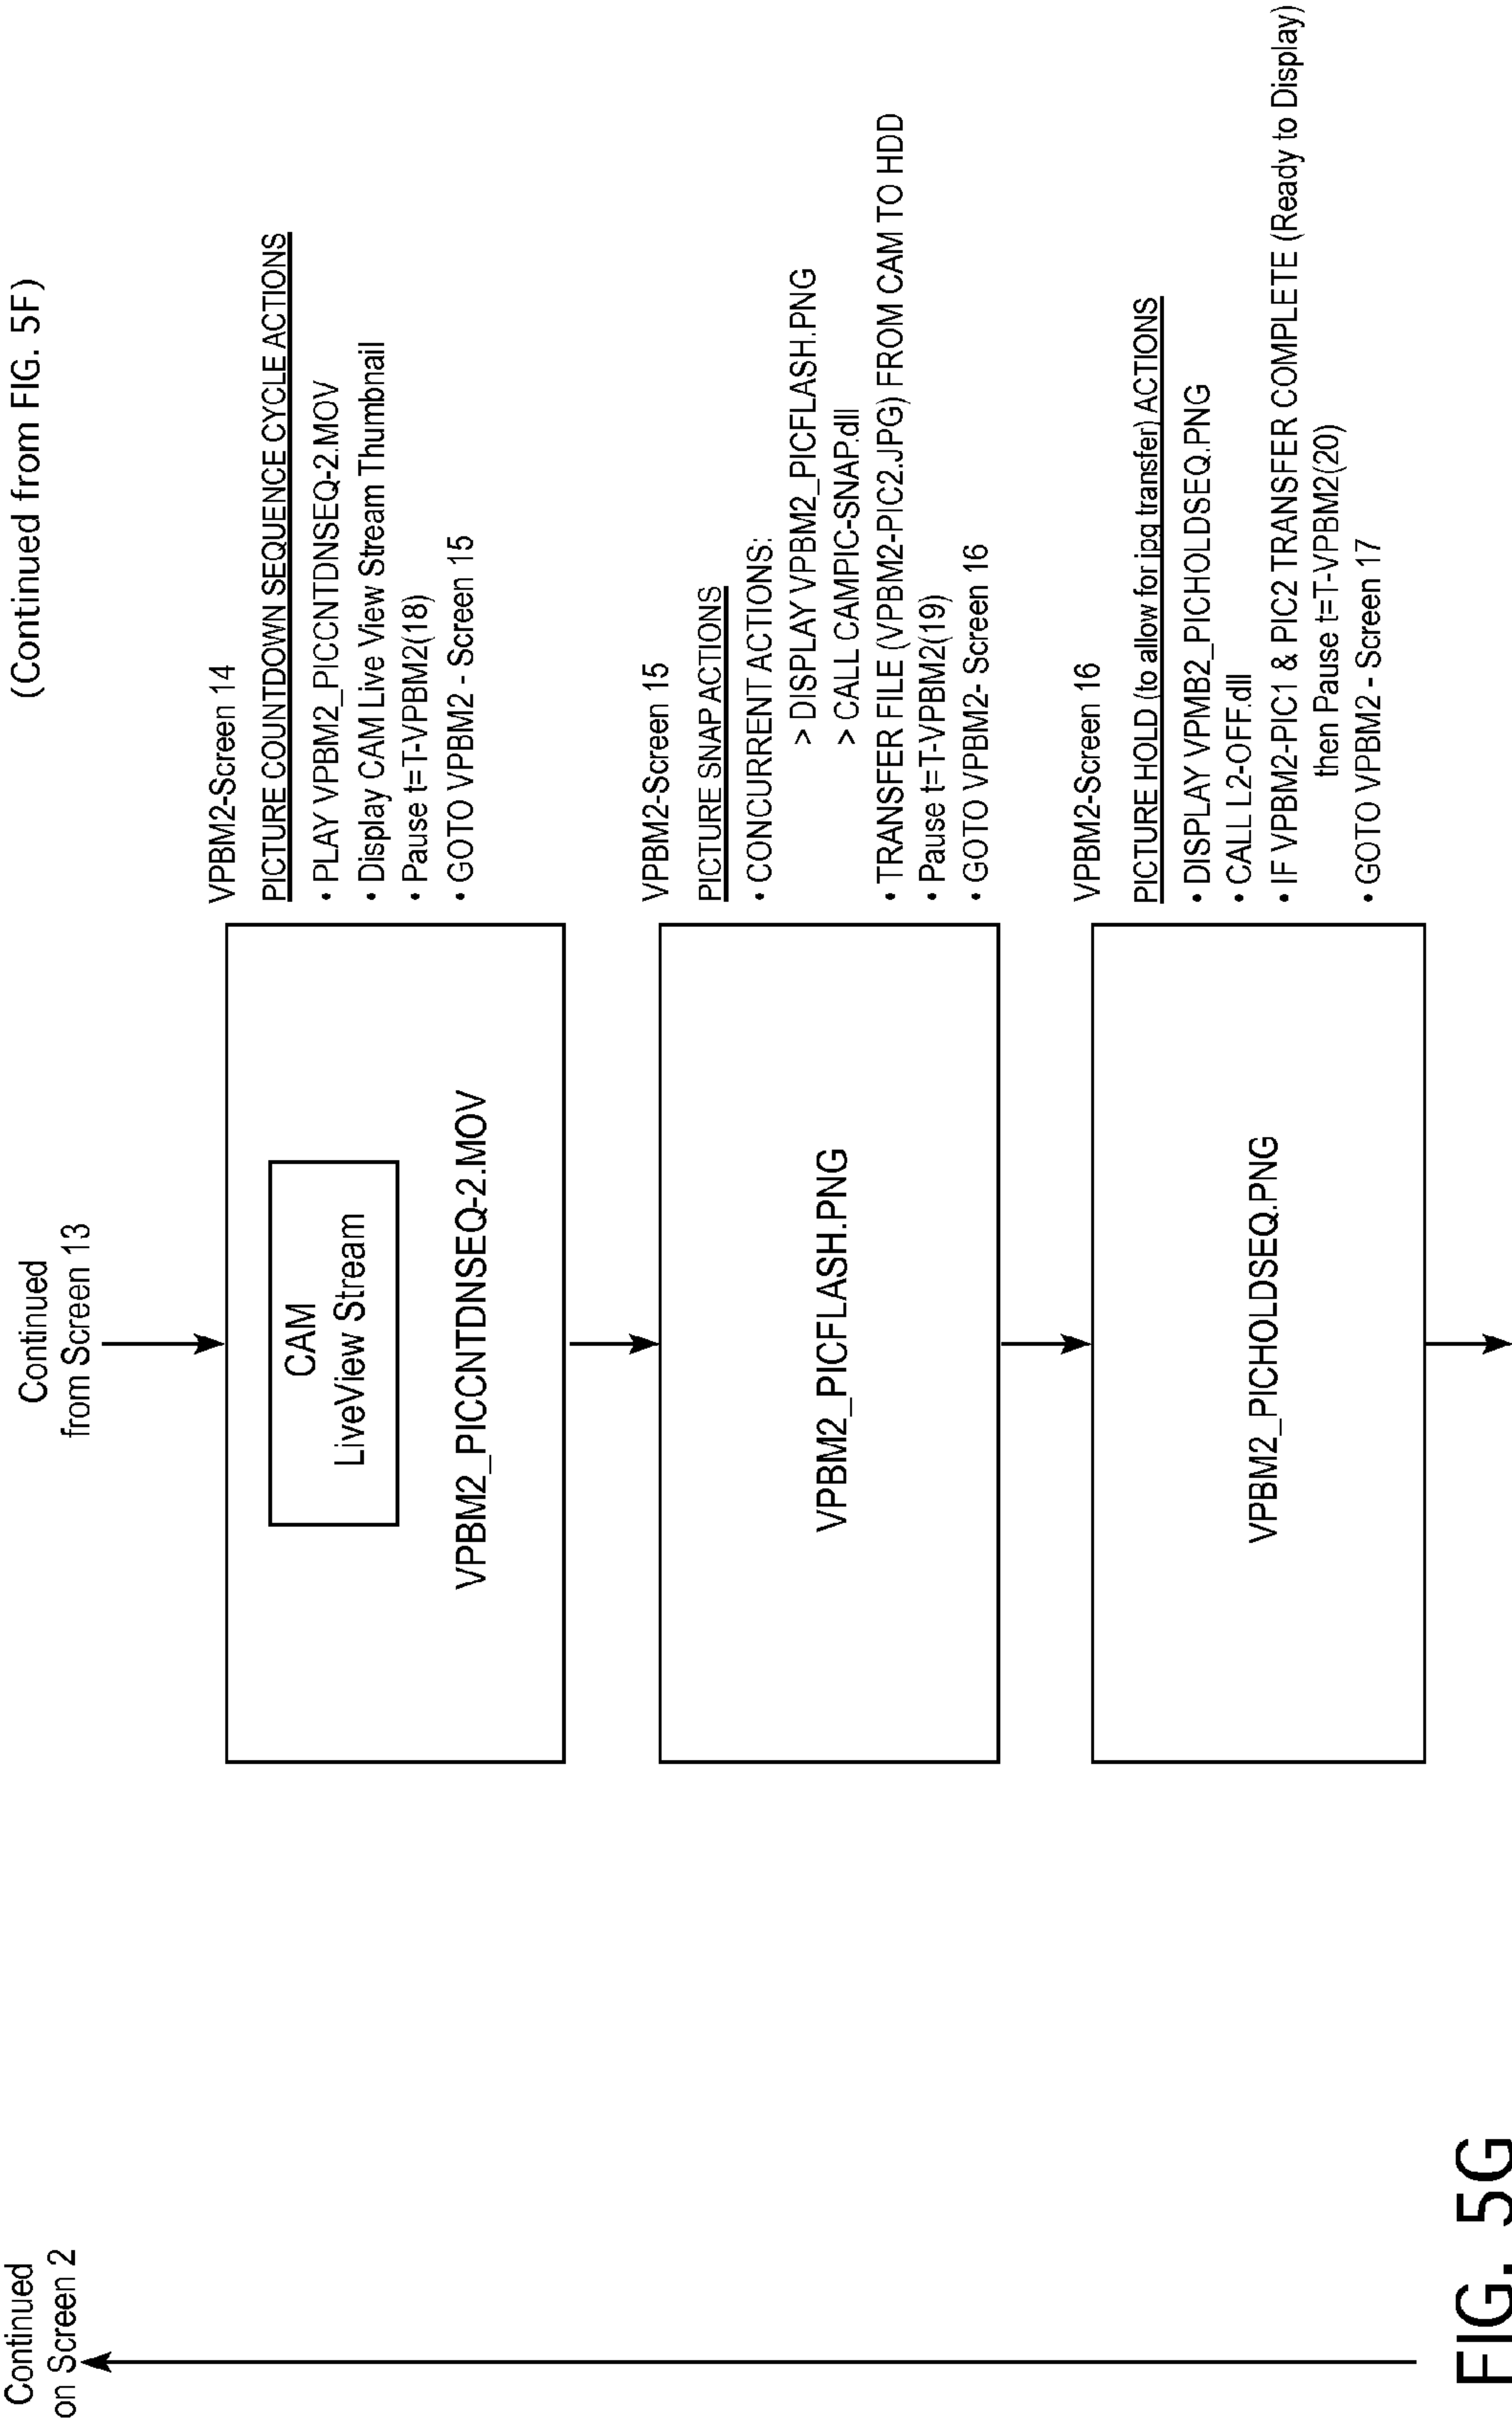 (Continued from FIG. 5F)
Continued
on Screen 2
Continued
from Screen 13
CAM
LiveView Stream
VPBM2_PICCNTDNSEQ-2.MOV
VPBM2-Screen 14
PICTURE COUNTDOWN SEQUENCE CYCLE ACTIONS
• PLAY VPBM2_PICCNTDNSEQ-2.MOV
• Display CAM Live View Stream Thumbnail
• Pause t=T-VPBM2(18)
• GOTO VPBM2 - Screen 15
VPBM2_PICFLASH.PNG
VPBM2-Screen 15
PICTURE SNAP ACTIONS
• CONCURRENT ACTIONS:
> DISPLAY VPBM2_PICFLASH.PNG
> CALL CAMPIC-SNAP.dll
• TRANSFER FILE (VPBM2-PIC2.JPG) FROM CAM TO HDD
• Pause t=T-VPBM2(19)
• GOTO VPBM2- Screen 16
VPBM2_PICHOLDSEQ.PNG
VPBM2-Screen 16
PICTURE HOLD (to allow for jpg transfer) ACTIONS
• DISPLAY VPMB2_PICHOLDSEQ.PNG
• CALL L2-OFF.dll
• IF VPBM2-PIC1 & PIC2 TRANSFER COMPLETE (Ready to Display)
then Pause t=T-VPBM2(20)
• GOTO VPBM2 - Screen 17
FIG. 5G